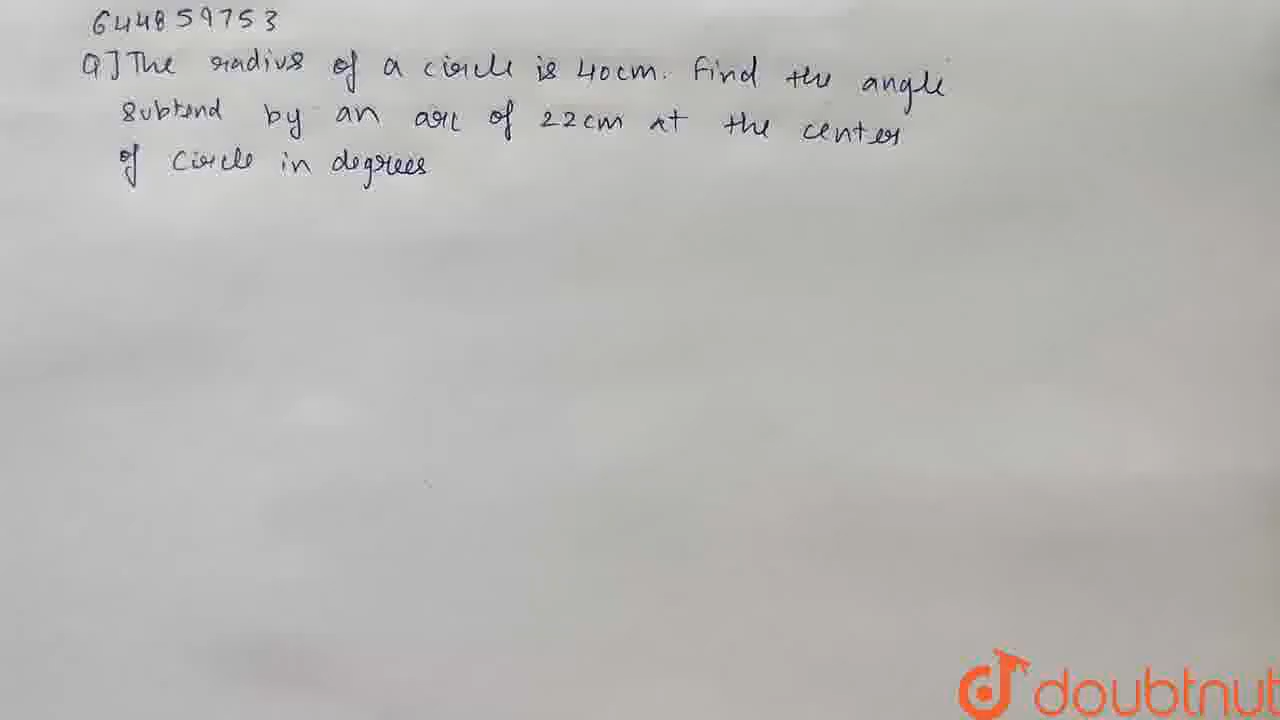 644859753
Q] The radius of a circle is 40cm. Find the angle
subtend by an arc of 22cm at the center
of circle in degrees
doubtnut